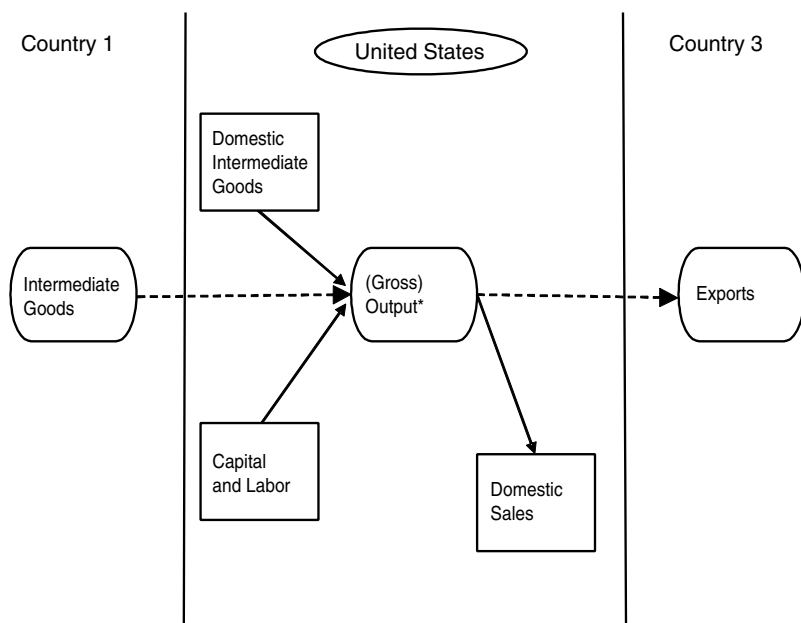 Country 1
United States
Country 3
Domestic
Intermediate
Goods
Intermediate
Goods
(Gross)
Output*
Exports
Capital
and Labor
Domestic
Sales